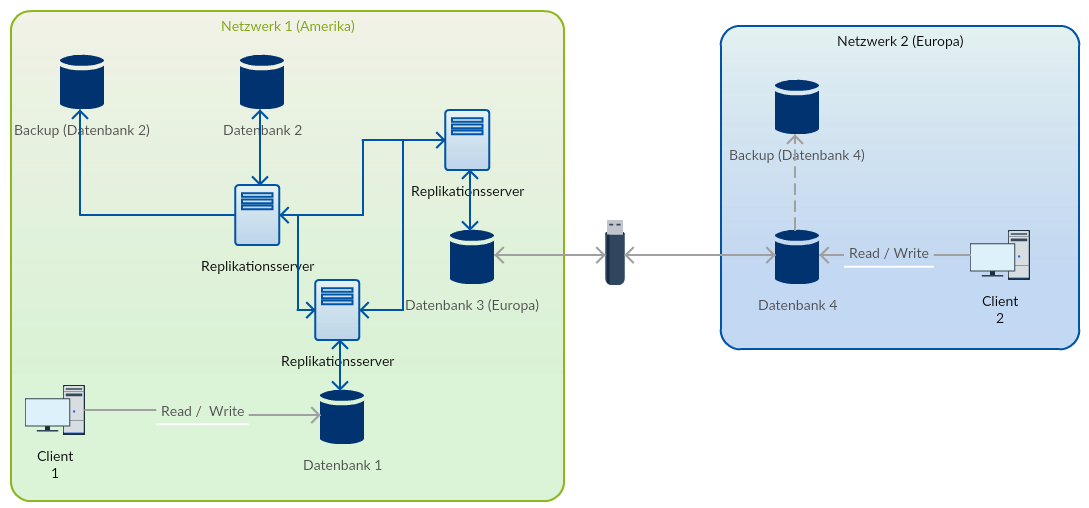 Netzwerk 1 (Amerika)
Netzwerk 2 (Europa)
Backup (Datenbank 2)
Datenbank 2
Backup (Datenbank 4)
Replikationsserver
Replikationsserver
Read / Write
Datenbank 3 (Europa)
Datenbank 4
Client
2
Replikationsserver
Read / Write
Client
1
Datenbank 1